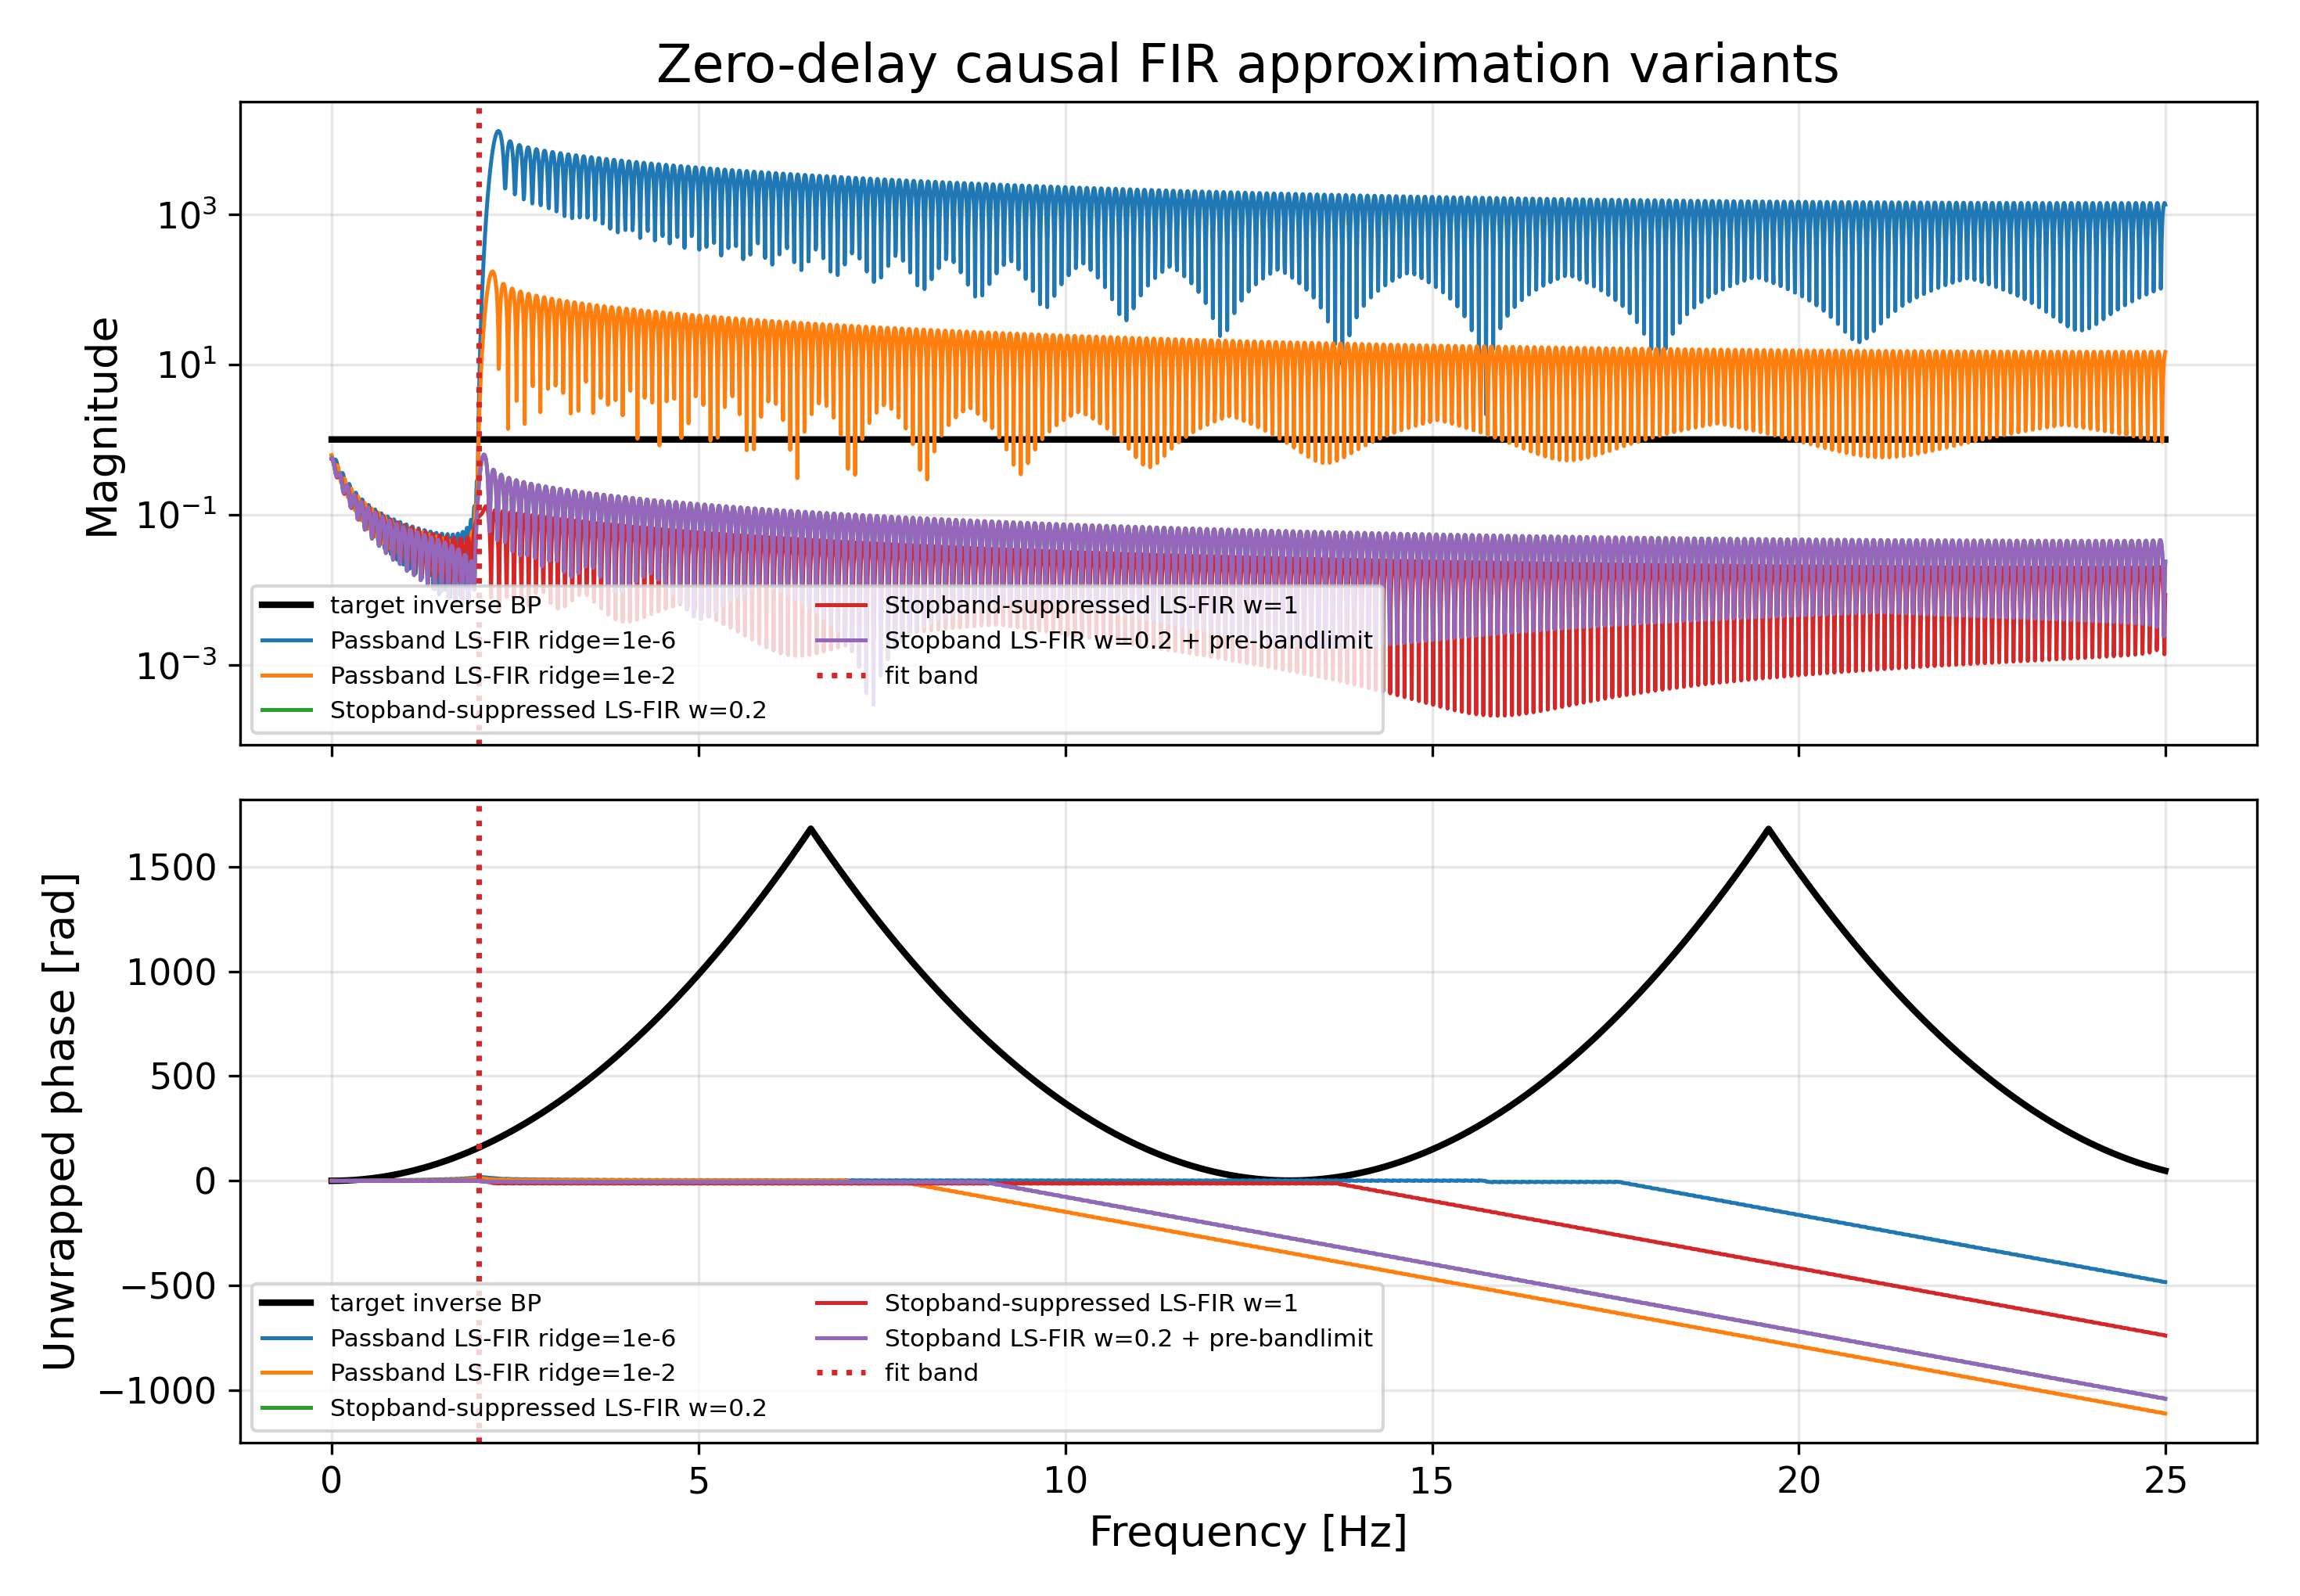 Zero-delay causal FIR approximation variants
Magnitude
10³
10¹
10⁻¹
10⁻³
target inverse BP
Passband LS-FIR ridge=1e-6
Passband LS-FIR ridge=1e-2
Stopband-suppressed LS-FIR w=0.2
Stopband-suppressed LS-FIR w=1
Stopband LS-FIR w=0.2 + pre-bandlimit
fit band
Unwrapped phase [rad]
1500
1000
500
0
−500
−1000
target inverse BP
Passband LS-FIR ridge=1e-6
Passband LS-FIR ridge=1e-2
Stopband-suppressed LS-FIR w=0.2
Stopband-suppressed LS-FIR w=1
Stopband LS-FIR w=0.2 + pre-bandlimit
fit band
0 5 10 15 20 25
Frequency [Hz]